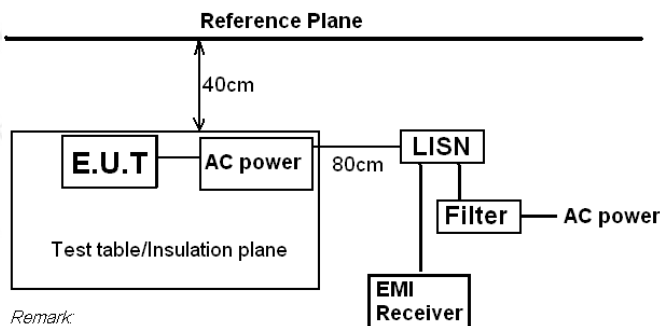 Reference Plane
40cm
E.U.T
AC power
80cm
LISN
Filter
AC power
Test table/Insulation plane
EMI
Receiver
Remark: